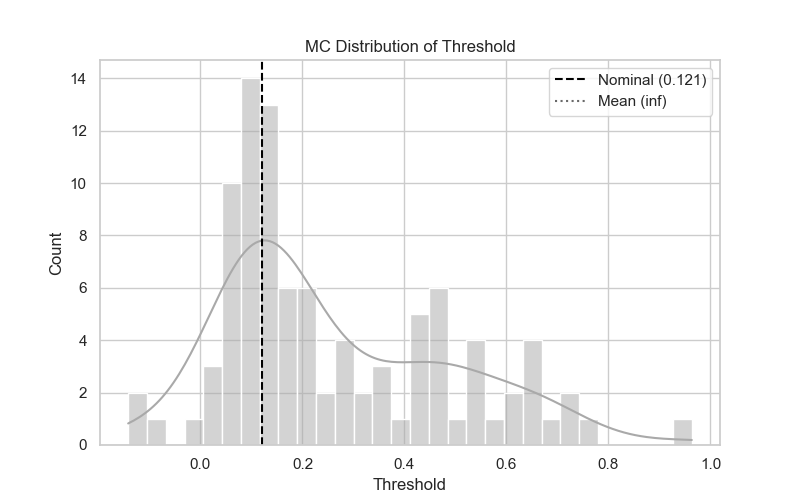 MC Distribution of Threshold
Nominal (0.121)
Mean (inf)
Count
14
12
10
8
6
4
2
0
0.0 0.2 0.4 0.6 0.8 1.0
Threshold